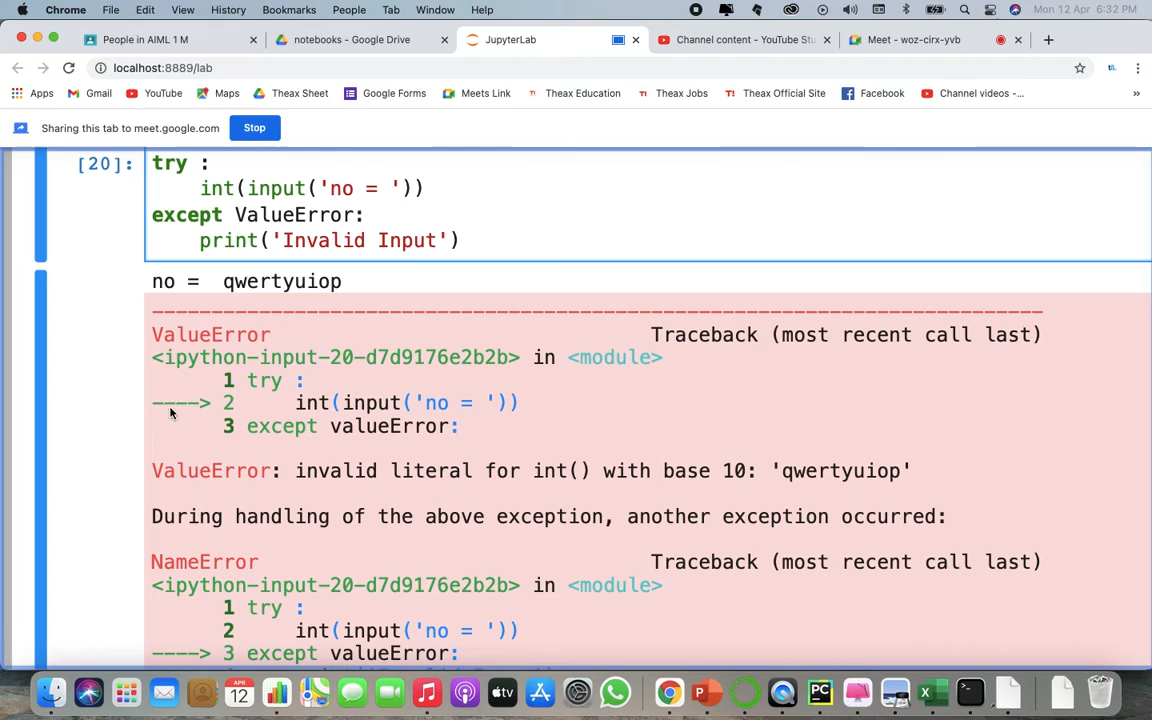 Chrome File Edit View History Bookmarks People Tab Window Help Mon 12 Apr 6:32 PM
People in AIML 1 M notebooks - Google Drive JupyterLab Channel content - YouTube Stu Meet - woz-cirx-yvb
localhost:8889/lab
Apps Gmail YouTube Maps Theax Sheet Google Forms Meets Link Theax Education Theax Jobs Theax Official Site Facebook Channel videos -... »
Sharing this tab to meet.google.com Stop
[20]: try :
int(input('no = '))
except ValueError:
print('Invalid Input')
no = qwertyuiop
ValueError Traceback (most recent call last)
<ipython-input-20-d7d9176e2b2b> in <module>
1 try :
----> 2 int(input('no = '))
3 except valueError:
ValueError: invalid literal for int() with base 10: 'qwertyuiop'
During handling of the above exception, another exception occurred:
NameError Traceback (most recent call last)
<ipython-input-20-d7d9176e2b2b> in <module>
1 try :
2 int(input('no = '))
----> 3 except valueError:
APR
12
tv
P
PC
X